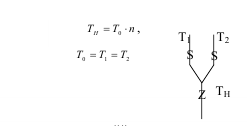 T_H = T_0 · n ,
T_0 = T_1 = T_2
T_1 T_2
S S
Z T_H